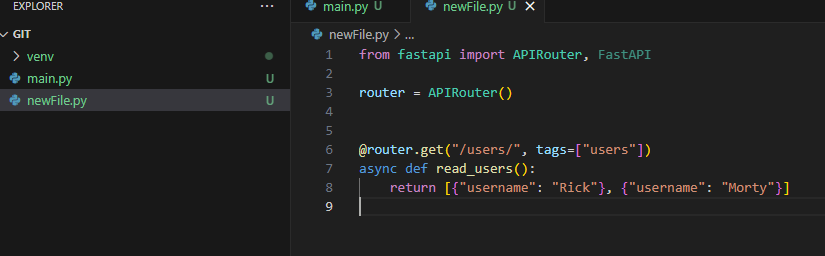 EXPLORER ...
GIT
venv
main.py U
newFile.py U
main.py U newFile.py U
newFile.py > ...
1 from fastapi import APIRouter, FastAPI
2
3 router = APIRouter()
4
5
6 @router.get("/users/", tags=["users"])
7 async def read_users():
8 return [{"username": "Rick"}, {"username": "Morty"}]
9